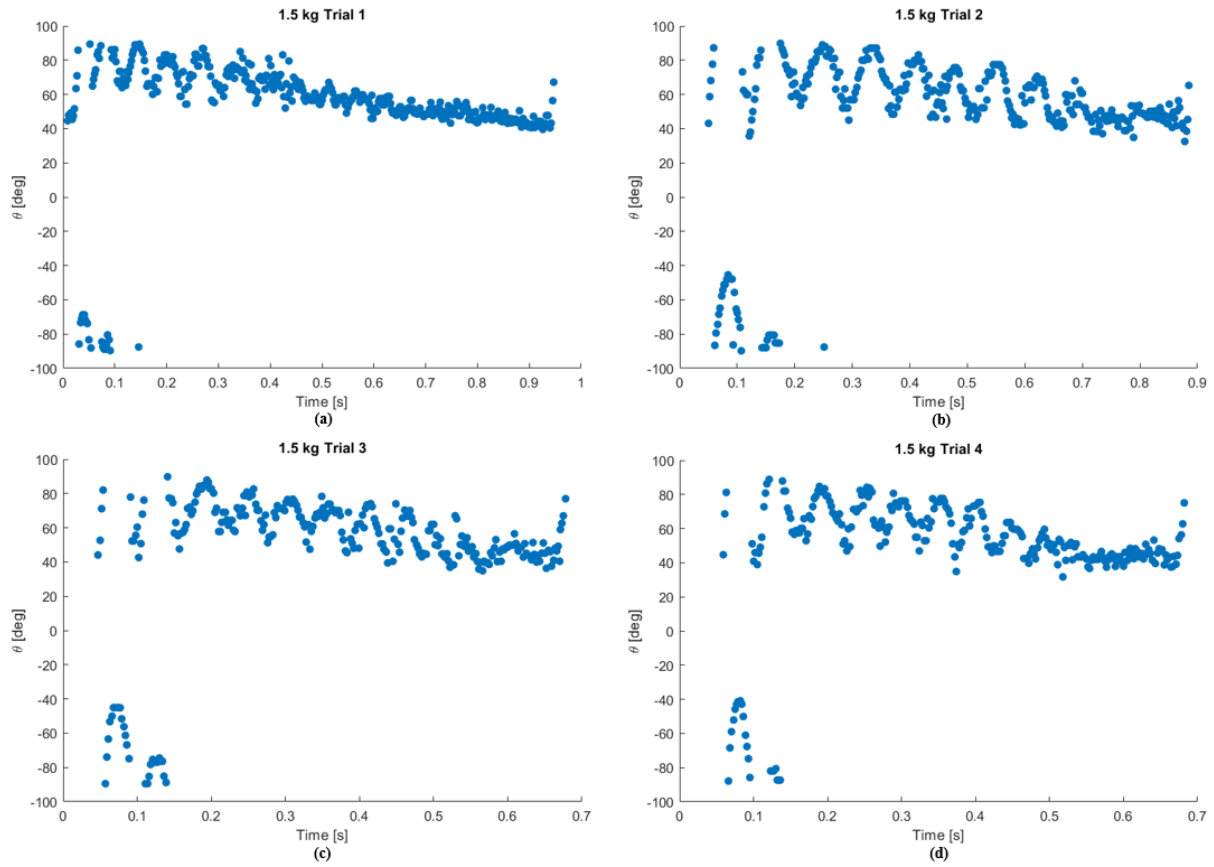 1.5 kg Trial 1
100
80
60
40
20
0
-20
-40
-60
-80
-100
θ [deg]
0 0.1 0.2 0.3 0.4 0.5 0.6 0.7 0.8 0.9 1
Time [s]
(a)
1.5 kg Trial 2
100
80
60
40
20
0
-20
-40
-60
-80
-100
θ [deg]
0 0.1 0.2 0.3 0.4 0.5 0.6 0.7 0.8 0.9
Time [s]
(b)
1.5 kg Trial 3
100
80
60
40
20
0
-20
-40
-60
-80
-100
θ [deg]
0 0.1 0.2 0.3 0.4 0.5 0.6 0.7
Time [s]
(c)
1.5 kg Trial 4
100
80
60
40
20
0
-20
-40
-60
-80
-100
θ [deg]
0 0.1 0.2 0.3 0.4 0.5 0.6 0.7
Time [s]
(d)